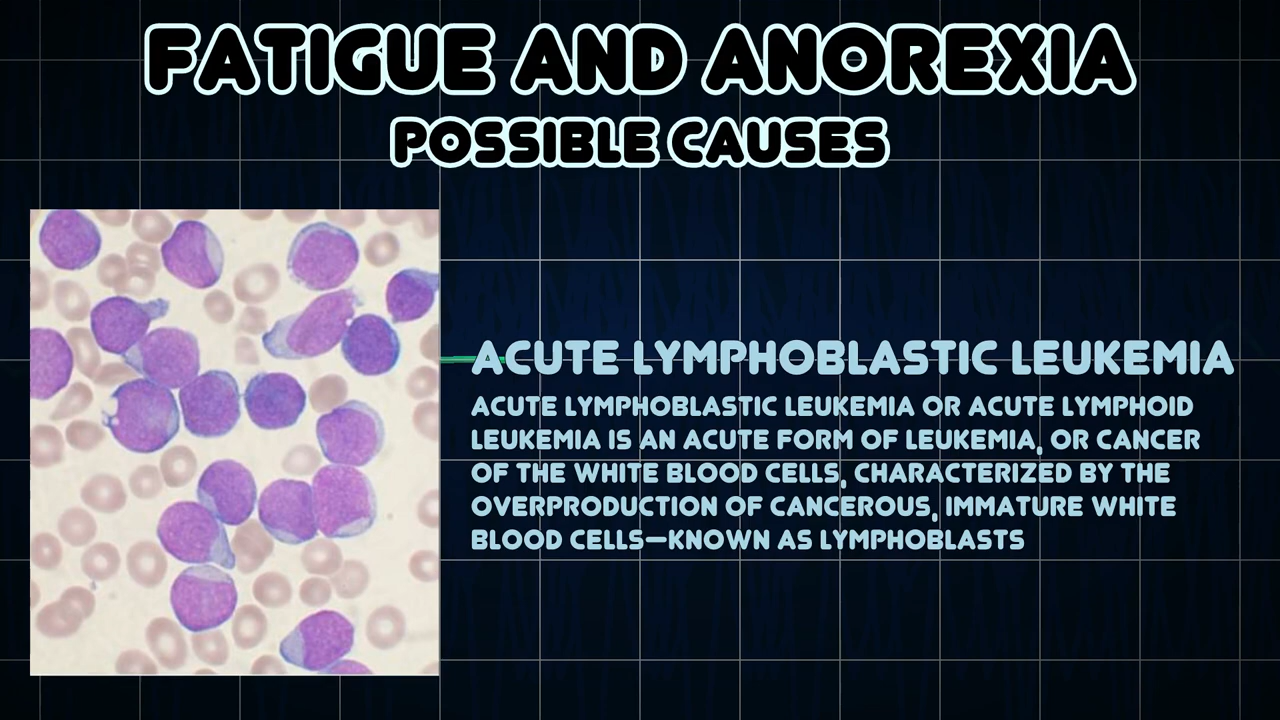 FATIGUE AND ANOREXIA
POSSIBLE CAUSES
ACUTE LYMPHOBLASTIC LEUKEMIA
ACUTE LYMPHOBLASTIC LEUKEMIA OR ACUTE LYMPHOID
LEUKEMIA IS AN ACUTE FORM OF LEUKEMIA, OR CANCER
OF THE WHITE BLOOD CELLS, CHARACTERIZED BY THE
OVERPRODUCTION OF CANCEROUS, IMMATURE WHITE
BLOOD CELLS—KNOWN AS LYMPHOBLASTS